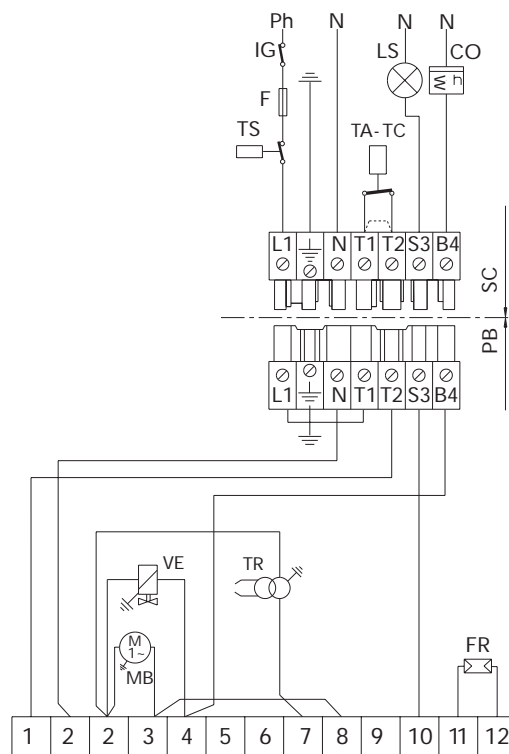 Ph N N N
IG LS CO
F
TS TA-TC
L1 N T1 T2 S3 B4
SC
PB
L1 N T1 T2 S3 B4
VE TR
M
1~
MB FR
1 2 2 3 4 5 6 7 8 9 10 11 12